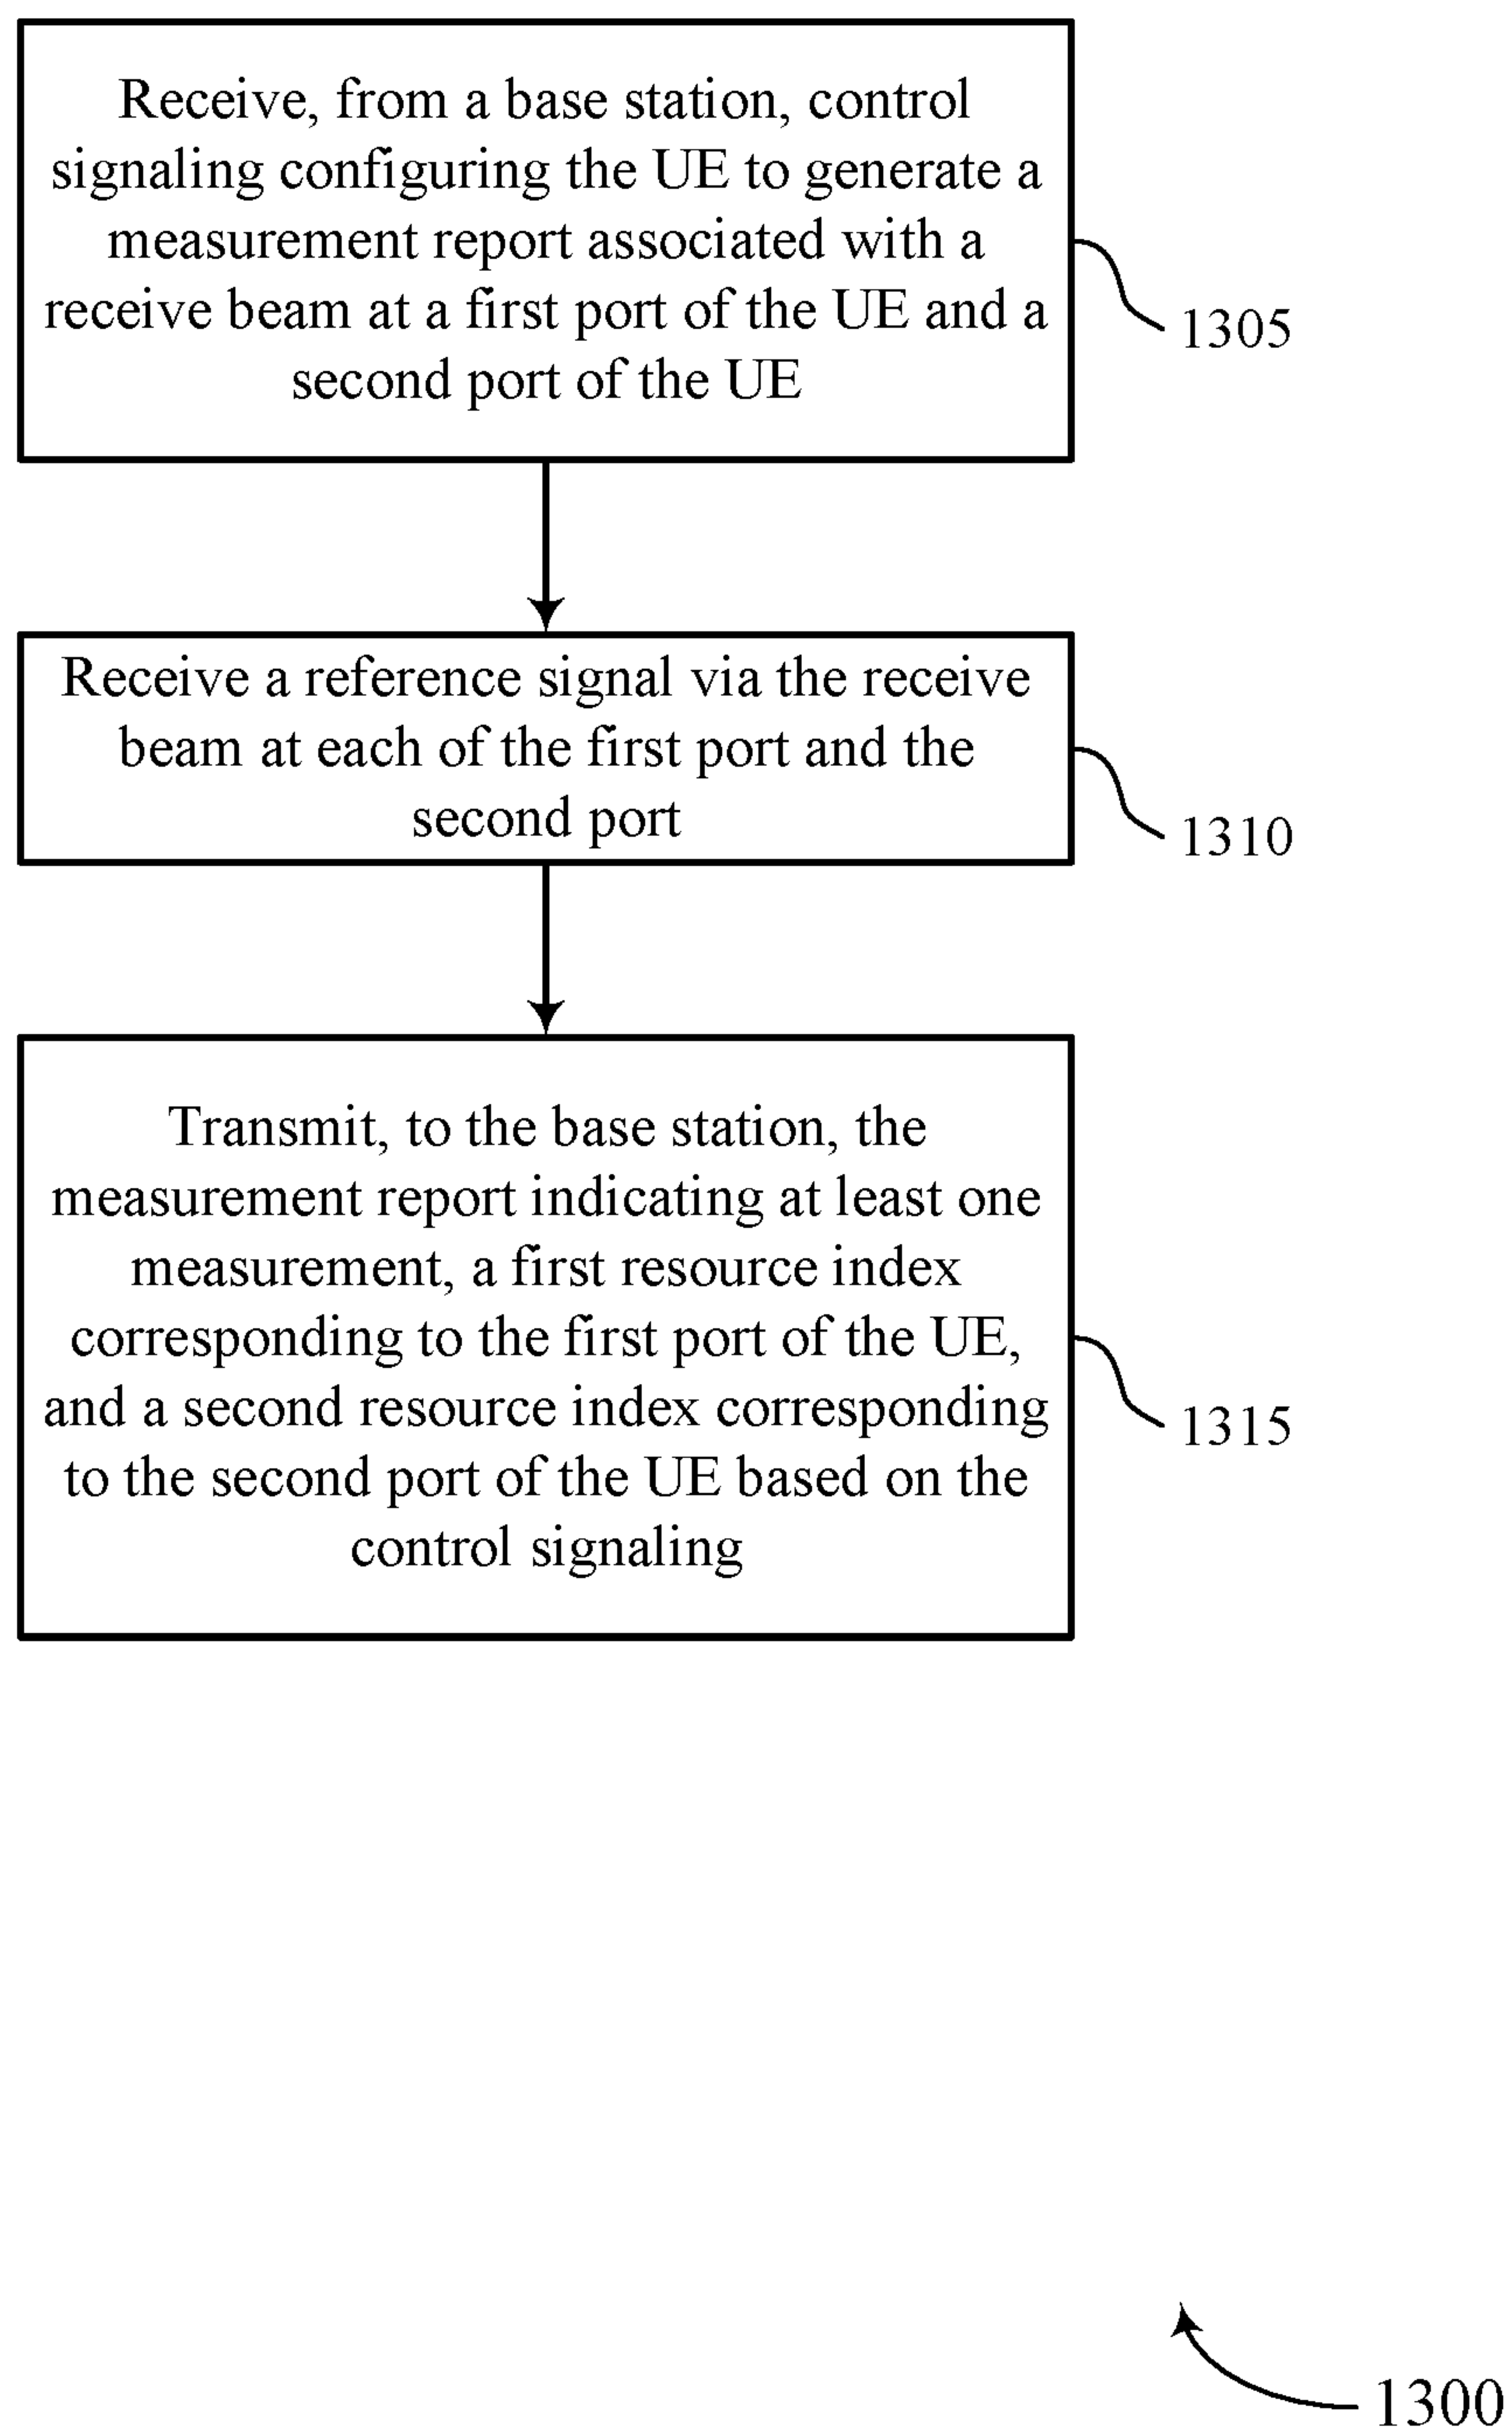 Receive, from a base station, control
signaling configuring the UE to generate a
measurement report associated with a
receive beam at a first port of the UE and a
second port of the UE
1305
Receive a reference signal via the receive
beam at each of the first port and the
second port
1310
Transmit, to the base station, the
measurement report indicating at least one
measurement, a first resource index
corresponding to the first port of the UE,
and a second resource index corresponding
to the second port of the UE based on the
control signaling
1315
1300